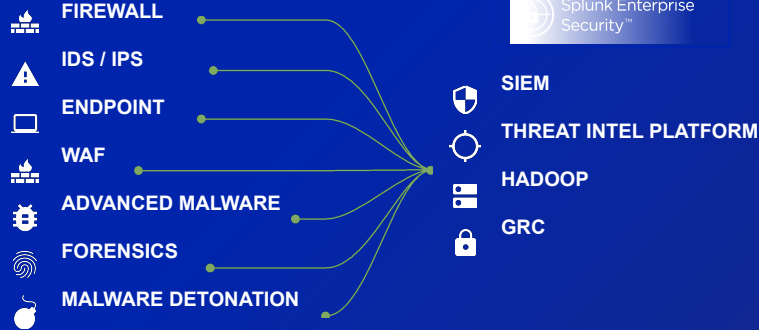 FIREWALL
IDS / IPS
ENDPOINT
WAF
ADVANCED MALWARE
FORENSICS
MALWARE DETONATION
Splunk Enterprise
Security™
SIEM
THREAT INTEL PLATFORM
HADOOP
GRC